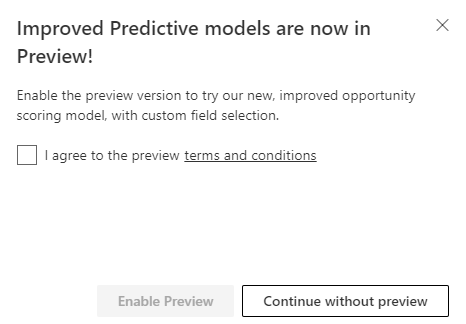 Improved Predictive models are now in
Preview!
Enable the preview version to try our new, improved opportunity
scoring model, with custom field selection.
I agree to the preview terms and conditions
Enable Preview
Continue without preview